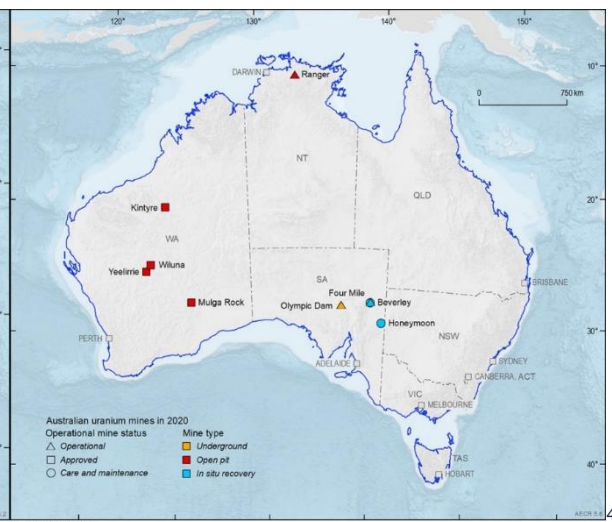 120°
130°
140°
150°
10°
10°
DARWIN
Ranger
0
750 km
NT
QLD
20°
20°
Kintyre
WA
Wiluna
Yeelirrie
SA
Four Mile
Beverley
BRISBANE
Mulga Rock
Olympic Dam
Honeymoon
30°
NSW
PERTH
SYDNEY
ADELAIDE
CANBERRA, ACT
VIC
MELBOURNE
Australian uranium mines in 2020
Operational mine status
Mine type
Operational
Underground
Approved
Open pit
Care and maintenance
In situ recovery
TAS
HOBART
40°
4